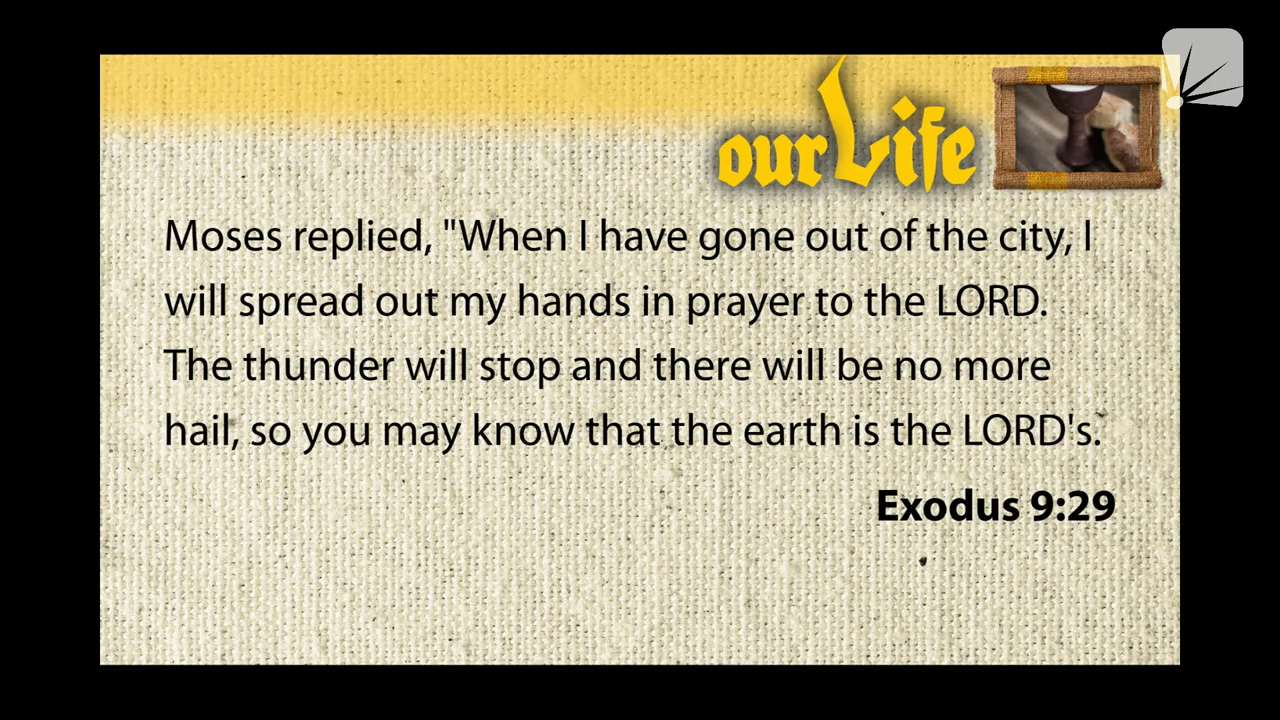 ourLife
Moses replied, "When I have gone out of the city, I
will spread out my hands in prayer to the LORD.
The thunder will stop and there will be no more
hail, so you may know that the earth is the LORD's.
Exodus 9:29